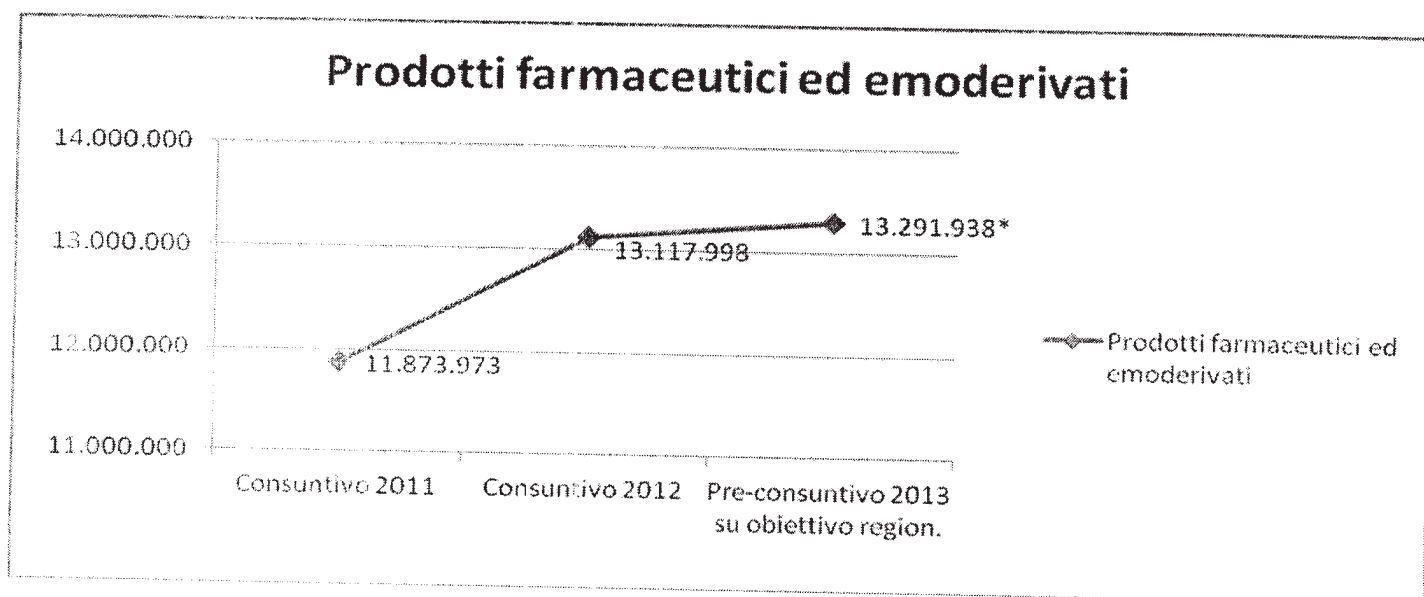 Prodotti farmaceutici ed emoderivati
14.000.000
13.000.000
12.000.000
11.000.000
11.873.973
13.117.998
13.291.938*
Consuntivo 2011
Consuntivo 2012
Pre-consuntivo 2013
su obiettivo region.
Prodotti farmaceutici ed
emoderivati